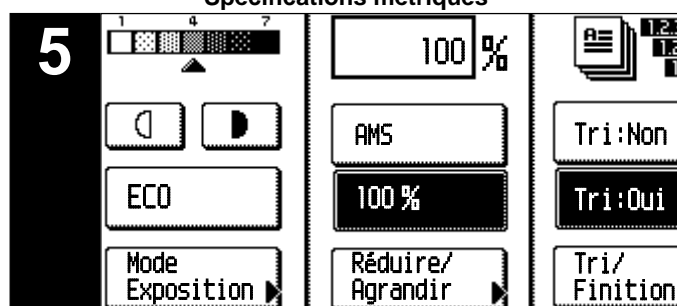 Spécifications métriques
5
1 4 7
100 %
AMS
Tri:Non
ECO
100 %
Tri:Oui
Mode
Exposition
Réduire/
Agrandir
Tri/
Finition